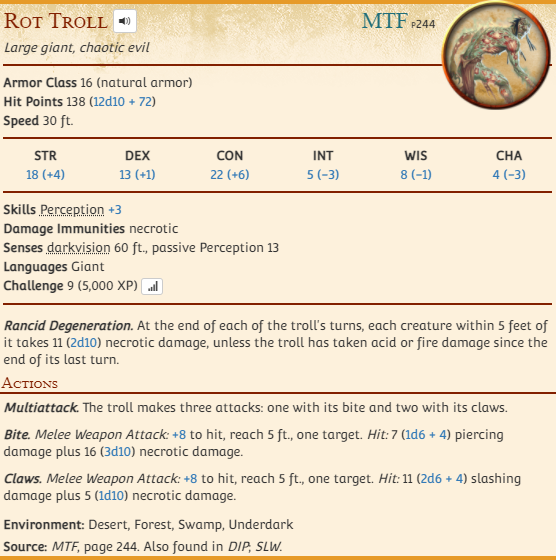 Rot Troll MTF p244
Large giant, chaotic evil
Armor Class 16 (natural armor)
Hit Points 138 (12d10 + 72)
Speed 30 ft.
STR DEX CON INT WIS CHA
18 (+4) 13 (+1) 22 (+6) 5 (−3) 8 (−1) 4 (−3)
Skills Perception +3
Damage Immunities necrotic
Senses darkvision 60 ft., passive Perception 13
Languages Giant
Challenge 9 (5,000 XP)
Rancid Degeneration. At the end of each of the troll's turns, each creature within 5 feet of
it takes 11 (2d10) necrotic damage, unless the troll has taken acid or fire damage since the
end of its last turn.
Actions
Multiattack. The troll makes three attacks: one with its bite and two with its claws.
Bite. Melee Weapon Attack: +8 to hit, reach 5 ft., one target. Hit: 7 (1d6 + 4) piercing
damage plus 16 (3d10) necrotic damage.
Claws. Melee Weapon Attack: +8 to hit, reach 5 ft., one target. Hit: 11 (2d6 + 4) slashing
damage plus 5 (1d10) necrotic damage.
Environment: Desert, Forest, Swamp, Underdark
Source: MTF, page 244. Also found in DIP; SLW.